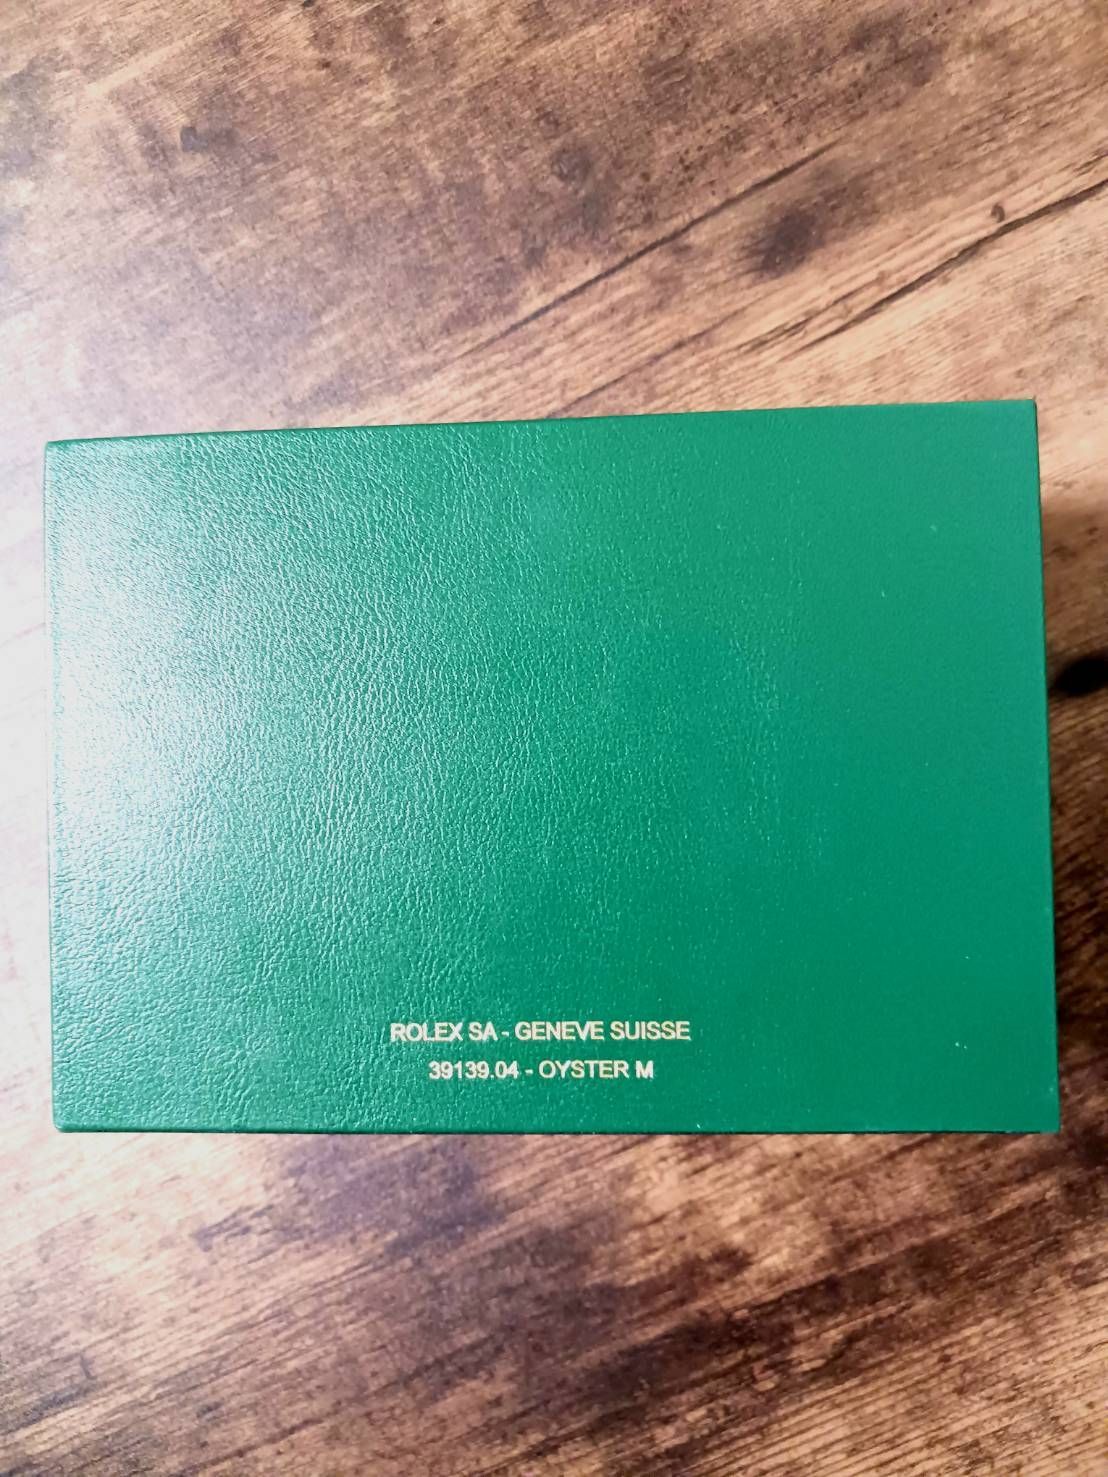 ROLEX SA - GENEVE SUISSE
39139.04 - OYSTER M